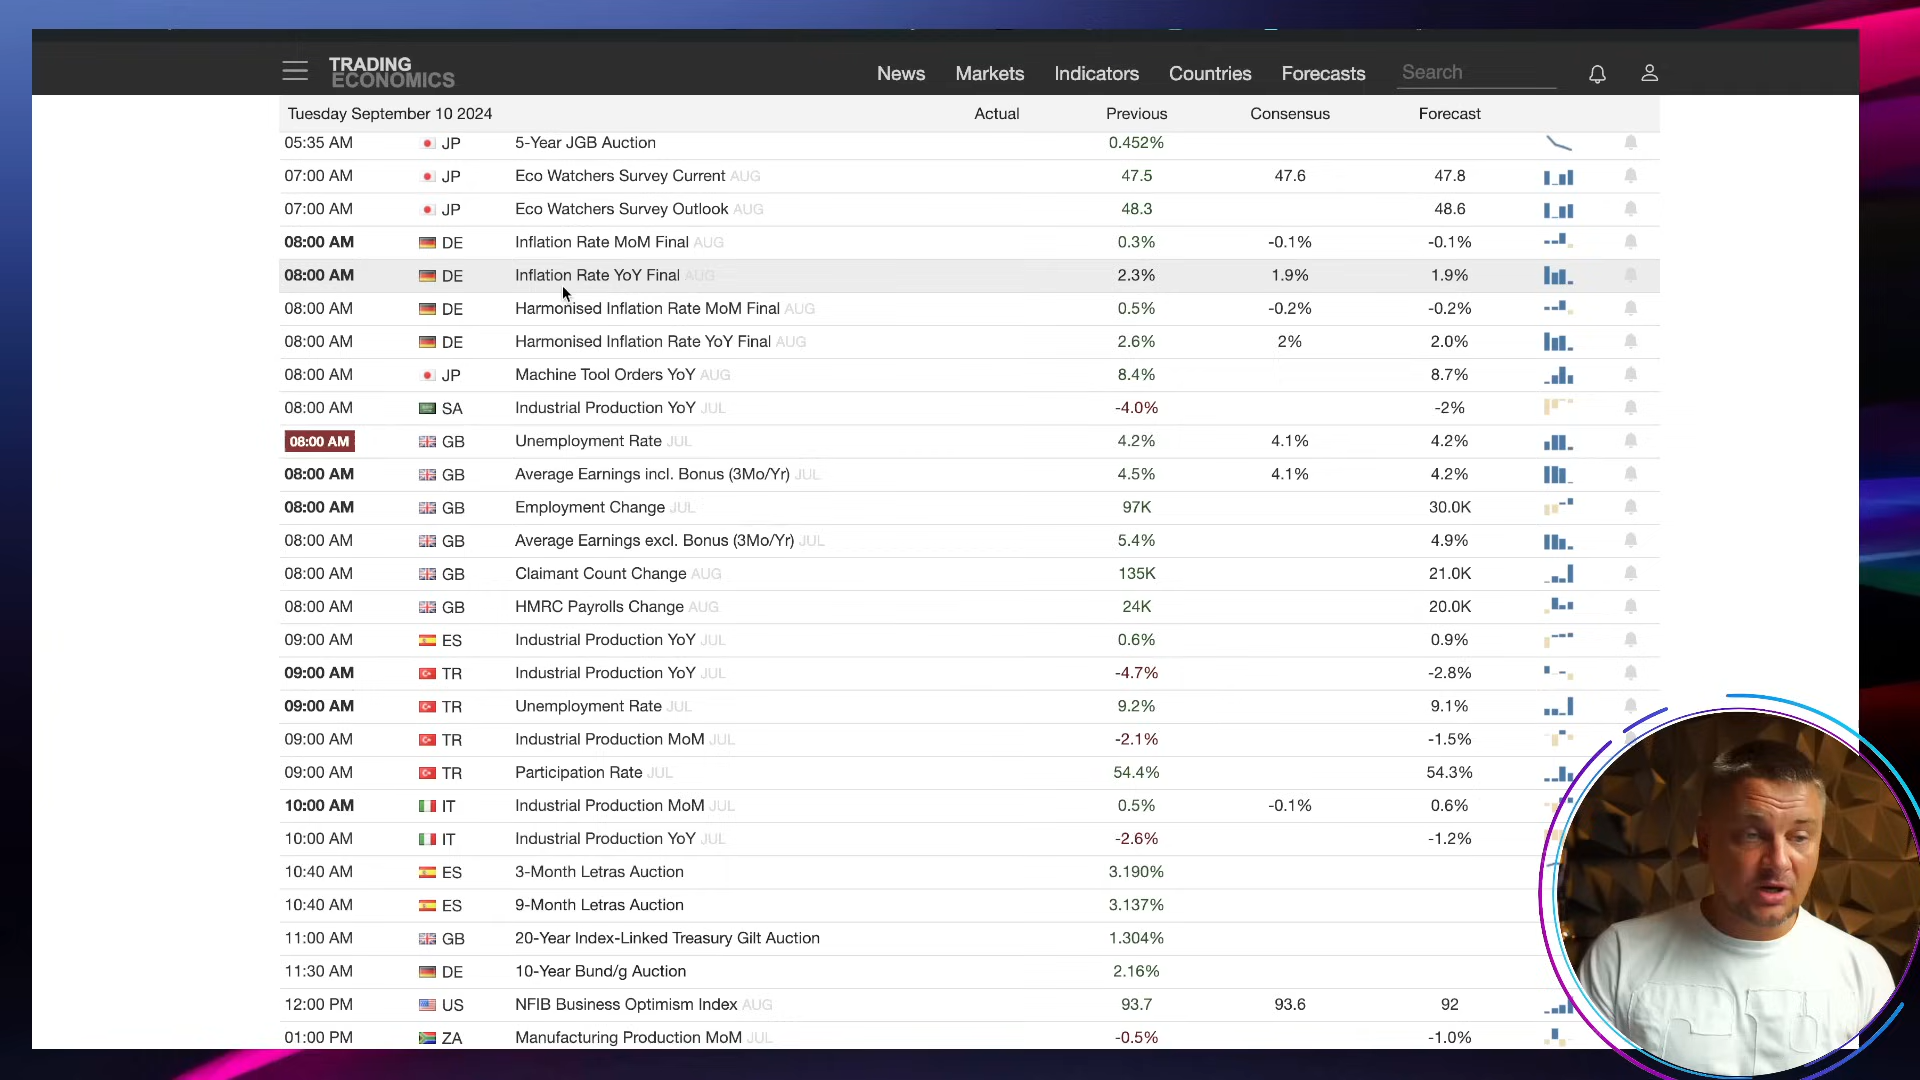 TRADING
ECONOMICS
News Markets Indicators Countries Forecasts Search
Tuesday September 10 2024 Actual Previous Consensus Forecast
05:35 AM JP 5-Year JGB Auction 0.452%
07:00 AM JP Eco Watchers Survey Current AUG 47.5 47.6 47.8
07:00 AM JP Eco Watchers Survey Outlook AUG 48.3 48.6
08:00 AM DE Inflation Rate MoM Final AUG 0.3% -0.1% -0.1%
08:00 AM DE Inflation Rate YoY Final AUG 2.3% 1.9% 1.9%
08:00 AM DE Harmonised Inflation Rate MoM Final AUG 0.5% -0.2% -0.2%
08:00 AM DE Harmonised Inflation Rate YoY Final AUG 2.6% 2% 2.0%
08:00 AM JP Machine Tool Orders YoY AUG 8.4% 8.7%
08:00 AM SA Industrial Production YoY JUL -4.0% -2%
08:00 AM GB Unemployment Rate JUL 4.2% 4.1% 4.2%
08:00 AM GB Average Earnings incl. Bonus (3Mo/Yr) JUL 4.5% 4.1% 4.2%
08:00 AM GB Employment Change JUL 97K 30.0K
08:00 AM GB Average Earnings excl. Bonus (3Mo/Yr) JUL 5.4% 4.9%
08:00 AM GB Claimant Count Change AUG 135K 21.0K
08:00 AM GB HMRC Payrolls Change AUG 24K 20.0K
09:00 AM ES Industrial Production YoY JUL 0.6% 0.9%
09:00 AM TR Industrial Production YoY JUL -4.7% -2.8%
09:00 AM TR Unemployment Rate JUL 9.2% 9.1%
09:00 AM TR Industrial Production MoM JUL -2.1% -1.5%
09:00 AM TR Participation Rate JUL 54.4% 54.3%
10:00 AM IT Industrial Production MoM JUL 0.5% -0.1% 0.6%
10:00 AM IT Industrial Production YoY JUL -2.6% -1.2%
10:40 AM ES 3-Month Letras Auction 3.190%
10:40 AM ES 9-Month Letras Auction 3.137%
11:00 AM GB 20-Year Index-Linked Treasury Gilt Auction 1.304%
11:30 AM DE 10-Year Bund/g Auction 2.16%
12:00 PM US NFIB Business Optimism Index AUG 93.7 93.6 92
01:00 PM ZA Manufacturing Production MoM JUL -0.5% -1.0%